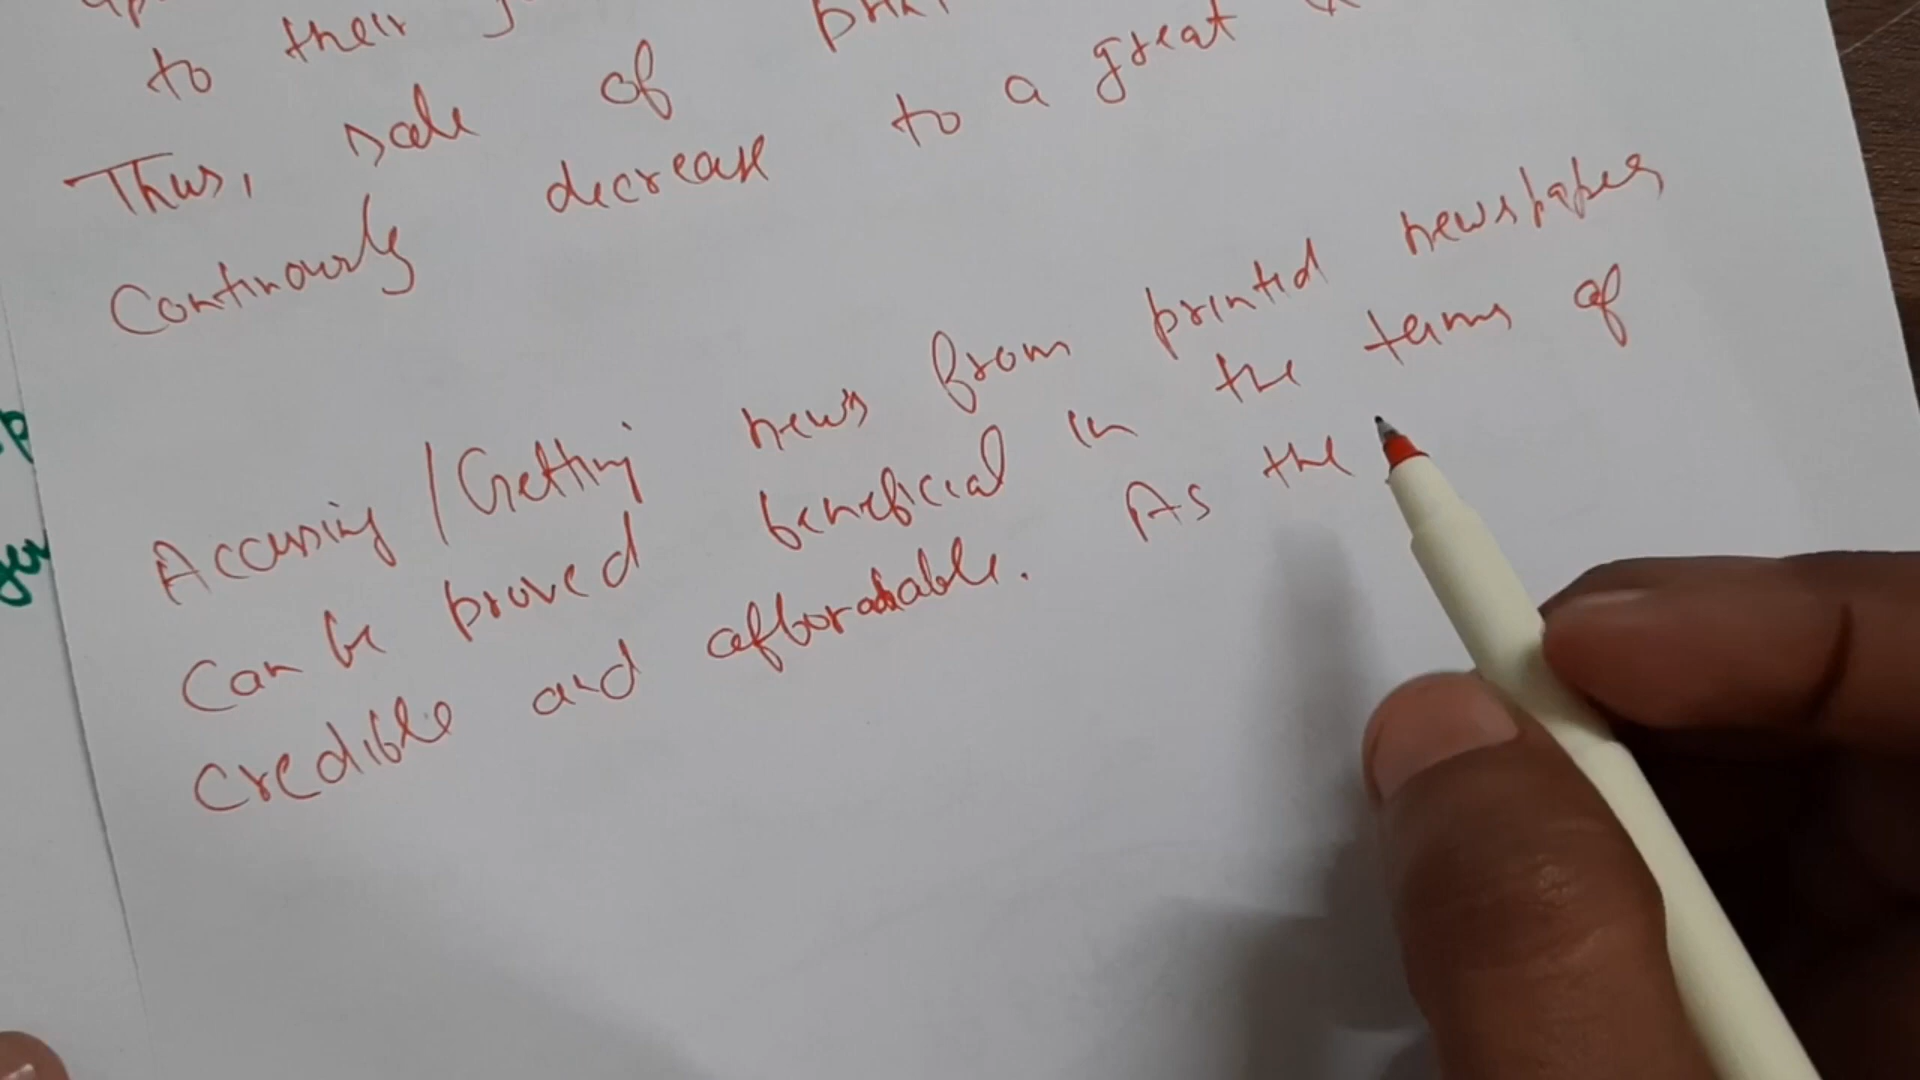 to their
Thus, sale of
Continously decrease to a great
Accessing / Getting news from printed newspapers
can be proved beneficial in the terms of
credible and affordable. As the